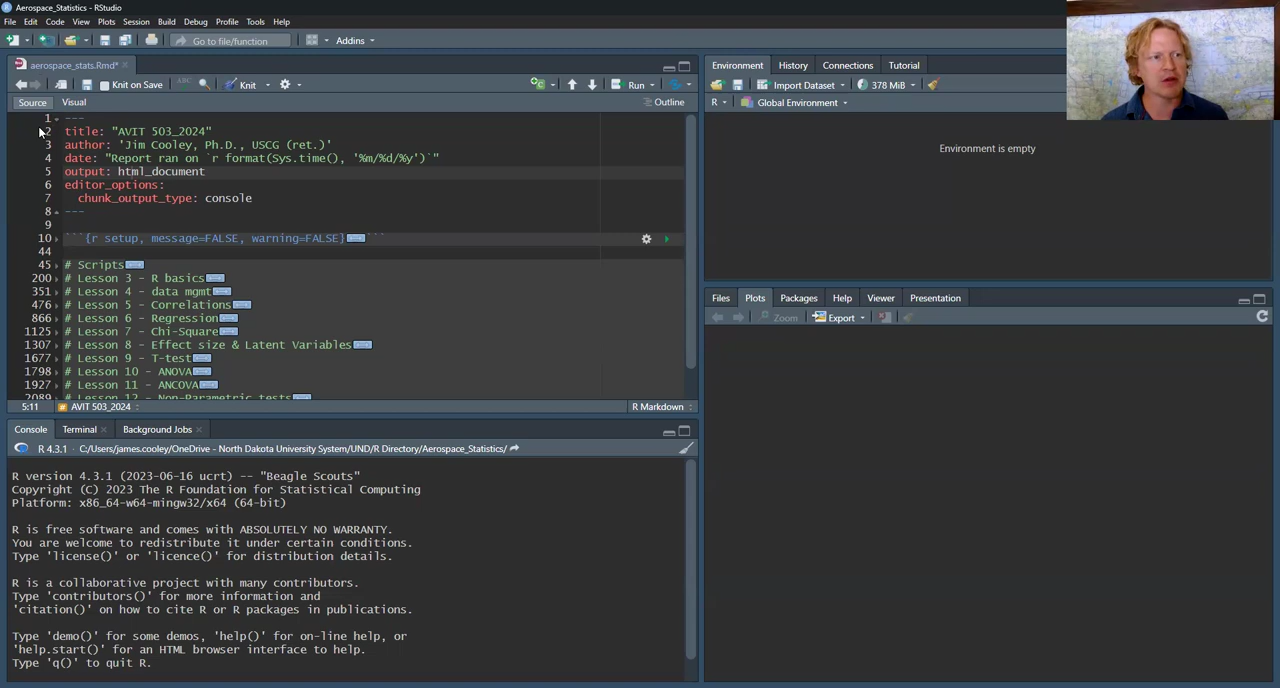 Aerospace_Statistics - RStudio
File Edit Code View Plots Session Build Debug Profile Tools Help
Go to file/function Addins
aerospace_stats.Rmd*
Knit on Save ABC Knit Run
Source Visual Outline
1 ---
2 title: "AVIT 503_2024"
3 author: 'Jim Cooley, Ph.D., USCG (ret.)'
4 date: "Report ran on `r format(Sys.time(), '%m/%d/%y')`"
5 output: html_document
6 editor_options:
7 chunk_output_type: console
8 ---
9
10 ```{r setup, message=FALSE, warning=FALSE} ```
44
45 # Scripts
200 # Lesson 3 - R basics
351 # Lesson 4 - data mgmt
476 # Lesson 5 - Correlations
866 # Lesson 6 - Regression
1125 # Lesson 7 - Chi-Square
1307 # Lesson 8 - Effect size & Latent Variables
1677 # Lesson 9 - T-test
1798 # Lesson 10 - ANOVA
1927 # Lesson 11 - ANCOVA
2089 # Lesson 12 - Non-Parametric tests
5:11 # AVIT 503_2024 R Markdown
Console Terminal Background Jobs
R 4.3.1 · C:/Users/james.cooley/OneDrive - North Dakota University System/UND/R Directory/Aerospace_Statistics/
R version 4.3.1 (2023-06-16 ucrt) -- "Beagle Scouts"
Copyright (C) 2023 The R Foundation for Statistical Computing
Platform: x86_64-w64-mingw32/x64 (64-bit)
R is free software and comes with ABSOLUTELY NO WARRANTY.
You are welcome to redistribute it under certain conditions.
Type 'license()' or 'licence()' for distribution details.
R is a collaborative project with many contributors.
Type 'contributors()' for more information and
'citation()' on how to cite R or R packages in publications.
Type 'demo()' for some demos, 'help()' for on-line help, or
'help.start()' for an HTML browser interface to help.
Type 'q()' to quit R.
Environment History Connections Tutorial
Import Dataset 378 MiB
R Global Environment
Environment is empty
Files Plots Packages Help Viewer Presentation
Zoom Export